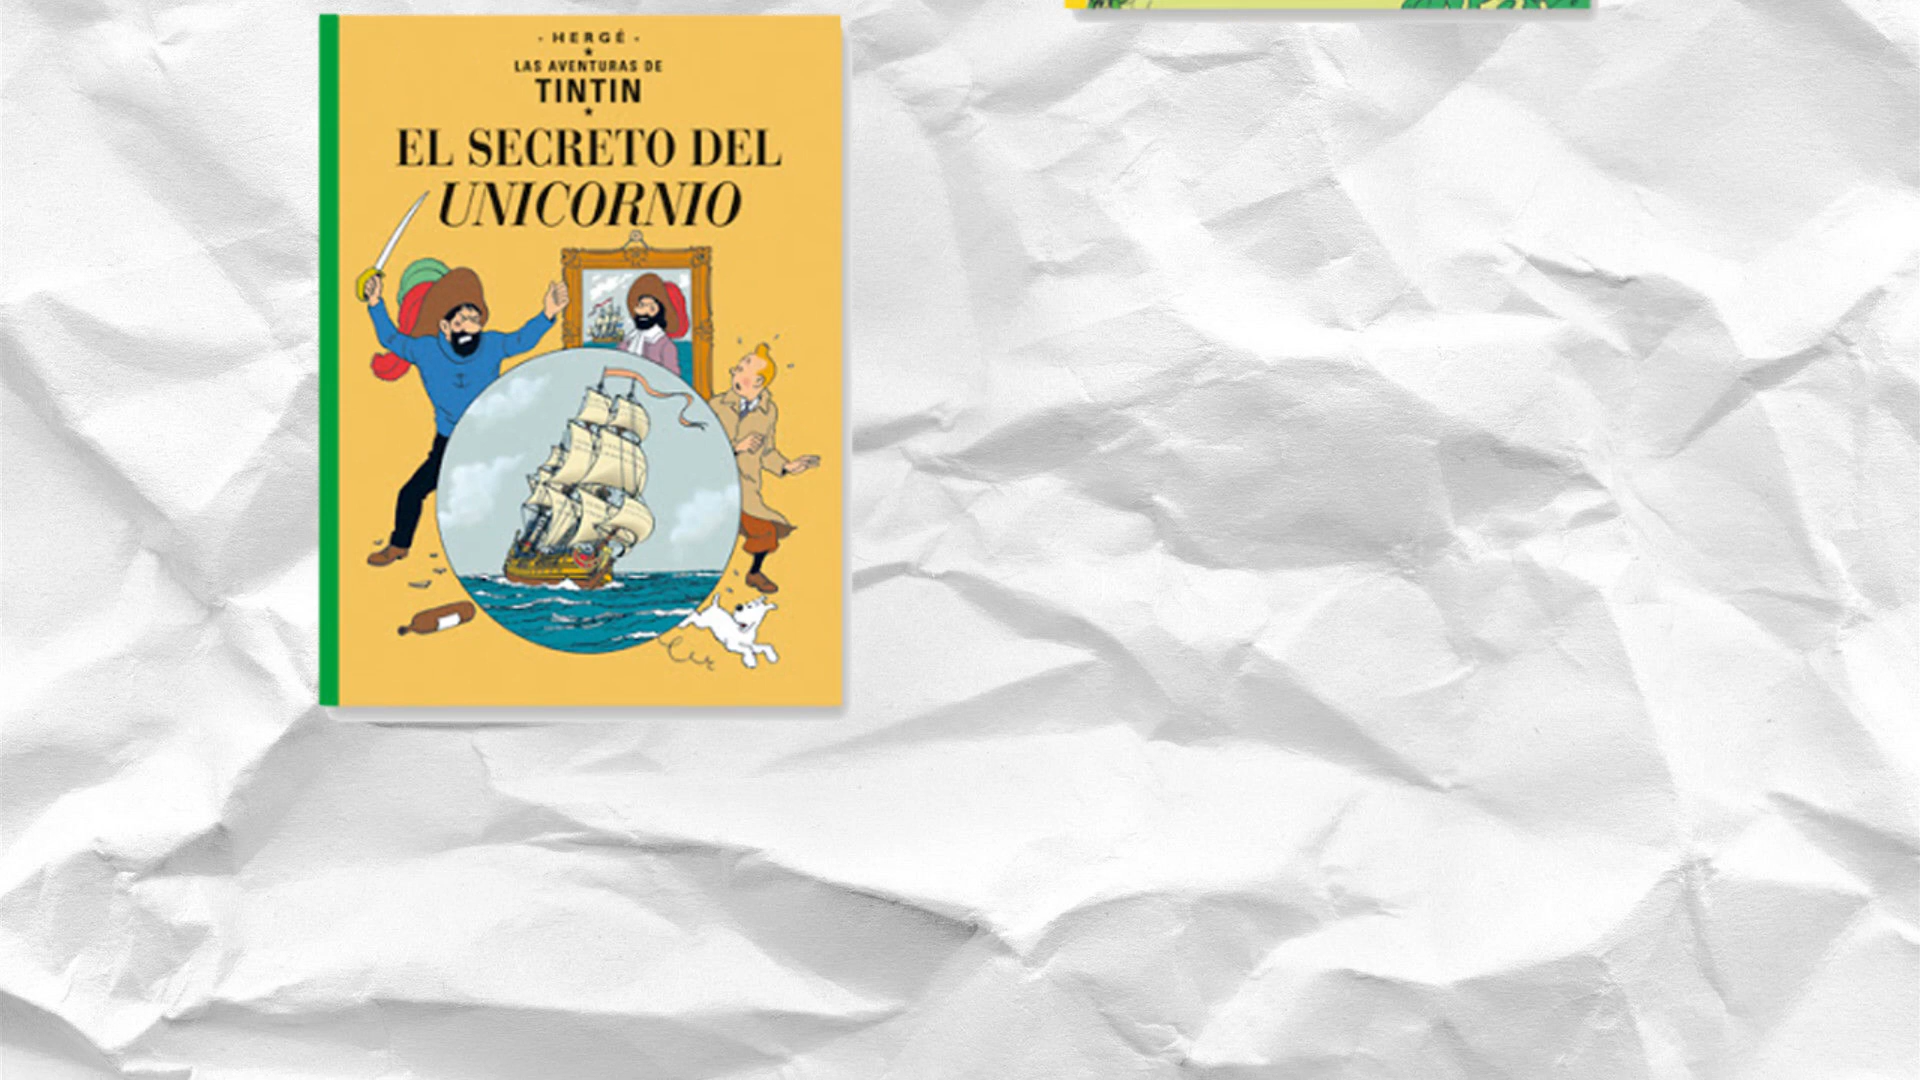 · HERGÉ ·
LAS AVENTURAS DE
TINTIN
EL SECRETO DEL
UNICORNIO